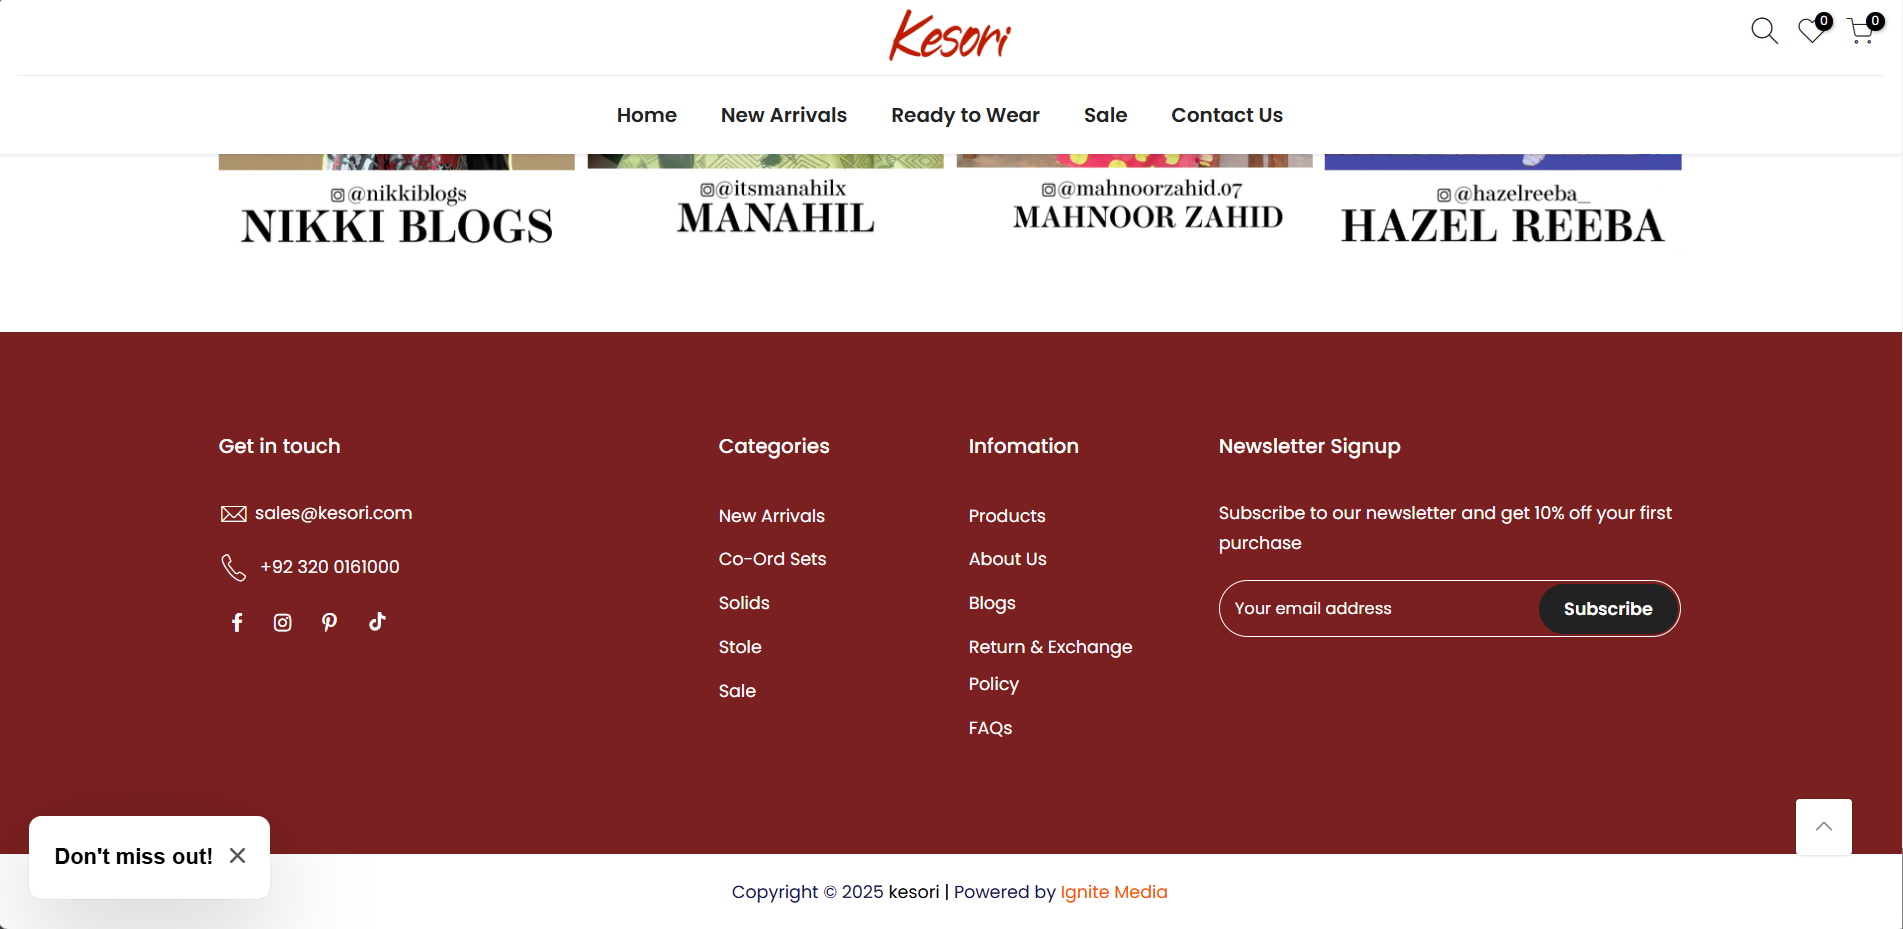 Kesori
0
0
Home
New Arrivals
Ready to Wear
Sale
Contact Us
@nikkiblogs
NIKKI BLOGS
@itsmanahilx
MANAHIL
@mahnoorzahid.07
MAHNOOR ZAHID
@hazelreeba_
HAZEL REEBA
Get in touch
sales@kesori.com
+92 320 0161000
Categories
New Arrivals
Co-Ord Sets
Solids
Stole
Sale
Infomation
Products
About Us
Blogs
Return & Exchange
Policy
FAQs
Newsletter Signup
Subscribe to our newsletter and get 10% off your first
purchase
Your email address
Subscribe
Don't miss out!
Copyright © 2025 kesori | Powered by Ignite Media